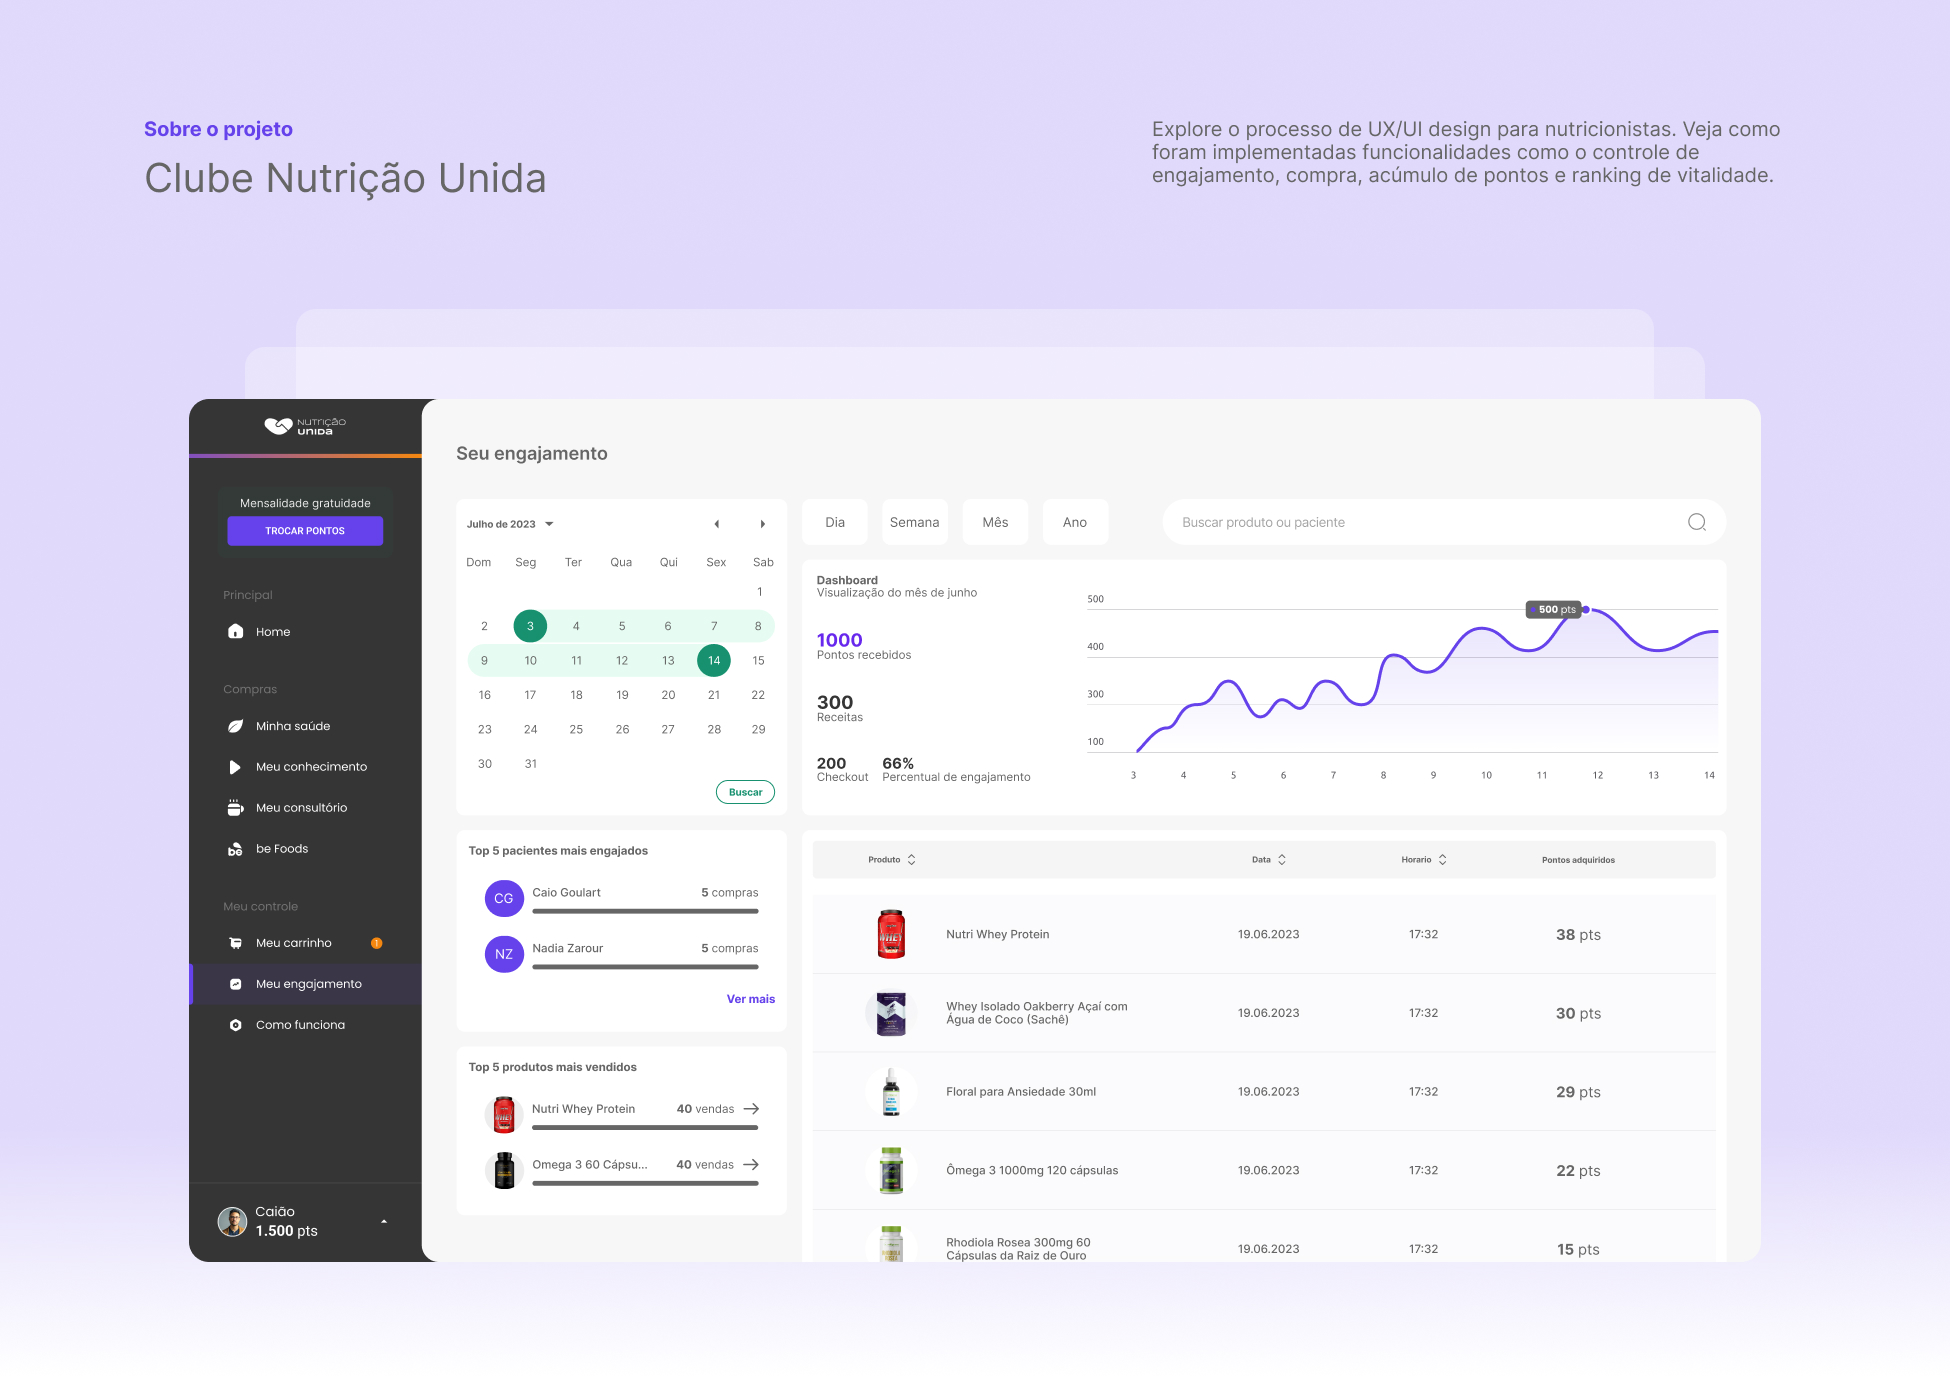 Sobre o projeto
Clube Nutrição Unida
Explore o processo de UX/UI design para nutricionistas. Veja como
foram implementadas funcionalidades como o controle de
engajamento, compra, acúmulo de pontos e ranking de vitalidade.
NUTRIÇÃO
UNIDA
Mensalidade gratuidade
TROCAR PONTOS
Principal
Home
Compras
Minha saúde
Meu conhecimento
Meu consultório
be Foods
Meu controle
Meu carrinho 1
Meu engajamento
Como funciona
Caião
1.500 pts
Seu engajamento
Julho de 2023
Dom Seg Ter Qua Qui Sex Sab
1
2 3 4 5 6 7 8
9 10 11 12 13 14 15
16 17 18 19 20 21 22
23 24 25 26 27 28 29
30 31
Buscar
Dia Semana Mês Ano
Buscar produto ou paciente
Dashboard
Visualização do mês de junho
1000
Pontos recebidos
300
Receitas
200 66%
Checkout Percentual de engajamento
500
500 pts
400
300
100
3 4 5 6 7 8 9 10 11 12 13 14
Top 5 pacientes mais engajados
CG Caio Goulart 5 compras
NZ Nadia Zarour 5 compras
Ver mais
Top 5 produtos mais vendidos
Nutri Whey Protein 40 vendas
Omega 3 60 Cápsu... 40 vendas
Produto Data Horario Pontos adquiridos
WHEY
Nutri Whey Protein 19.06.2023 17:32 38 pts
Whey Isolado Oakberry Açaí com
Água de Coco (Sachê) 19.06.2023 17:32 30 pts
Floral para Ansiedade 30ml 19.06.2023 17:32 29 pts
Ômega 3 1000mg 120 cápsulas 19.06.2023 17:32 22 pts
Rhodiola Rosea 300mg 60
Cápsulas da Raiz de Ouro 19.06.2023 17:32 15 pts